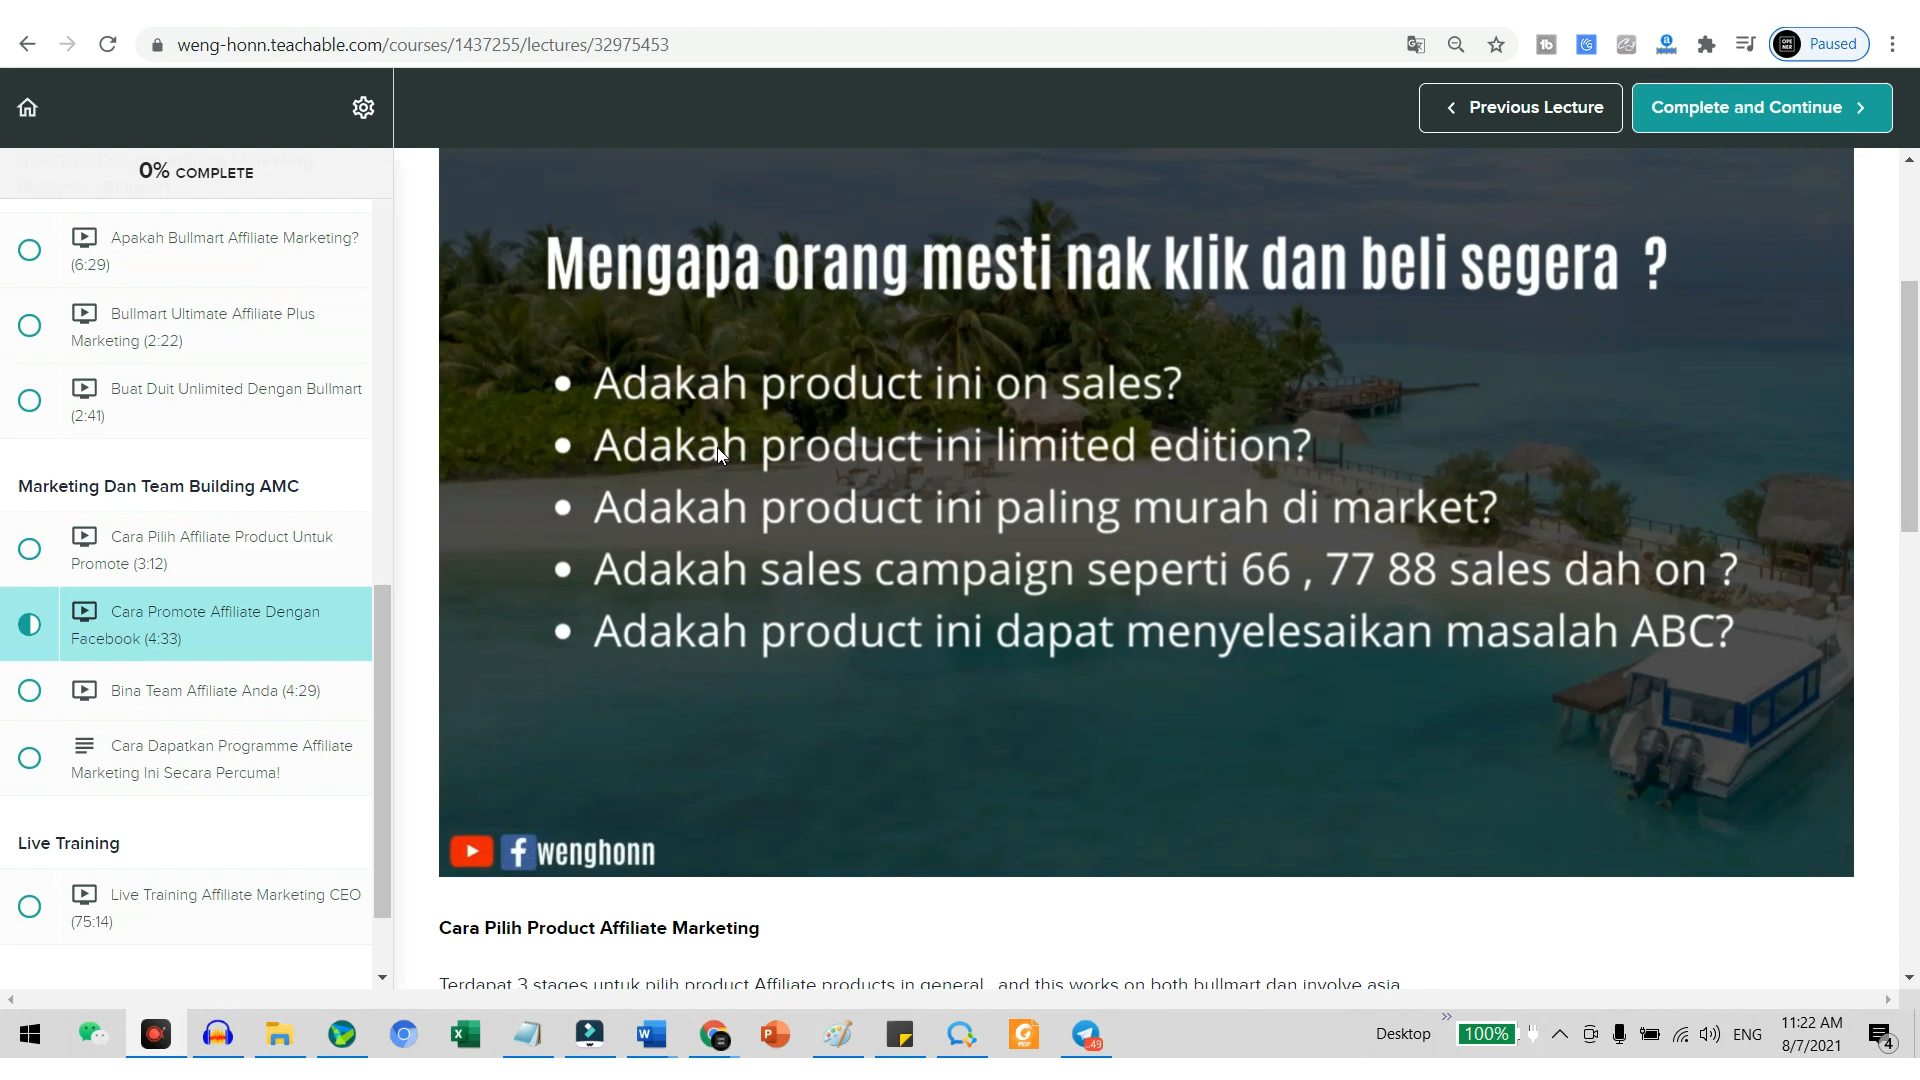 weng-honn.teachable.com/courses/1437255/lectures/32975453
Paused
Previous Lecture
Complete and Continue
0% COMPLETE
Apakah Bullmart Affiliate Marketing?
(6:29)
Bullmart Ultimate Affiliate Plus
Marketing (2:22)
Buat Duit Unlimited Dengan Bullmart
(2:41)
Marketing Dan Team Building AMC
Cara Pilih Affiliate Product Untuk
Promote (3:12)
Cara Promote Affiliate Dengan
Facebook (4:33)
Bina Team Affiliate Anda (4:29)
Cara Dapatkan Programme Affiliate
Marketing Ini Secara Percuma!
Live Training
Live Training Affiliate Marketing CEO
(75:14)
Mengapa orang mesti nak klik dan beli segera ?
• Adakah product ini on sales?
• Adakah product ini limited edition?
• Adakah product ini paling murah di market?
• Adakah sales campaign seperti 66 , 77 88 sales dah on ?
• Adakah product ini dapat menyelesaikan masalah ABC?
wenghonn
Cara Pilih Product Affiliate Marketing
Terdapat 3 stages untuk pilih product Affiliate products in general , and this works on both bullmart dan involve asia
Desktop
100%
ENG
11:22 AM
8/7/2021
4